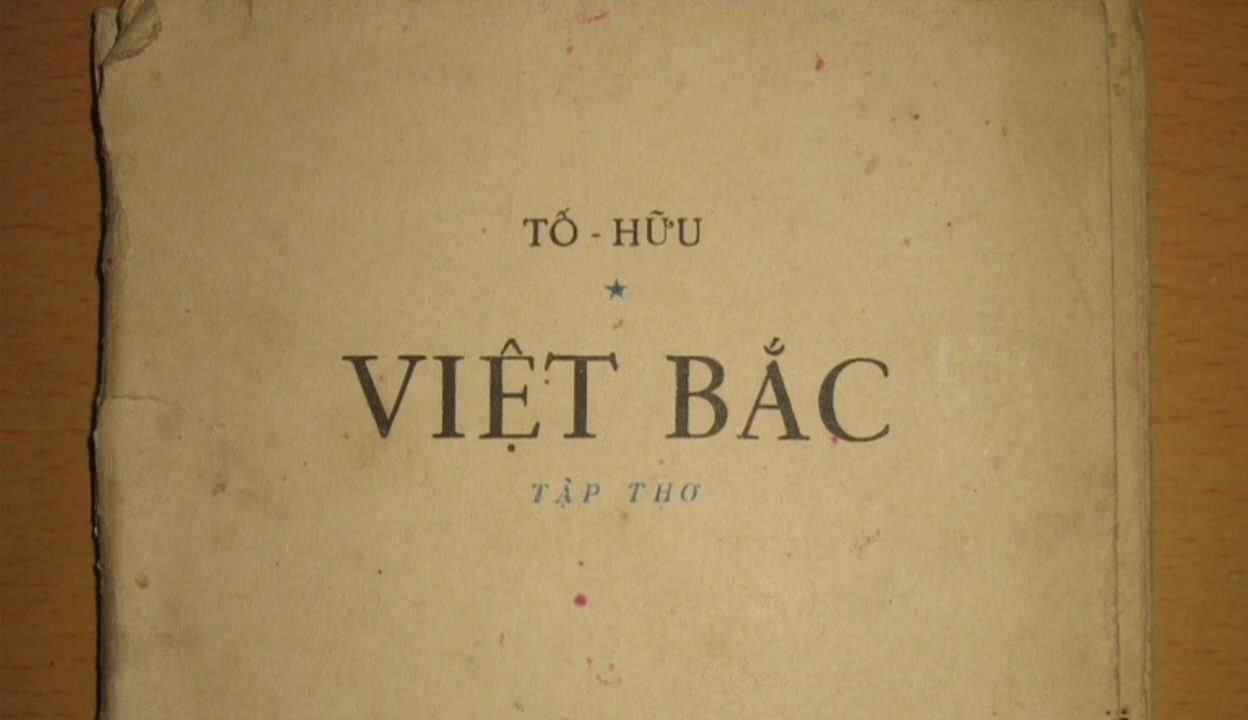 TỐ - HỮU
VIỆT BẮC
TẬP THƠ